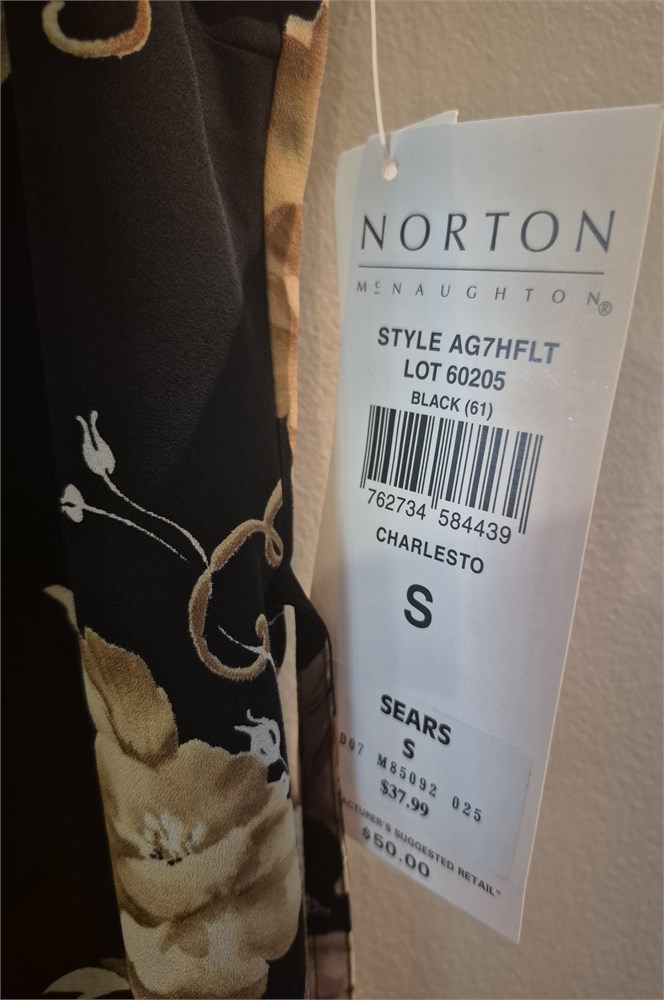 NORTON
McNAUGHTON®
STYLE AG7HFLT
LOT 60205
BLACK (61)
762734 584439
CHARLESTO
S
SEARS
S
D07 M85092 025
$37.99
ACTURER'S SUGGESTED RETAIL
$50.00